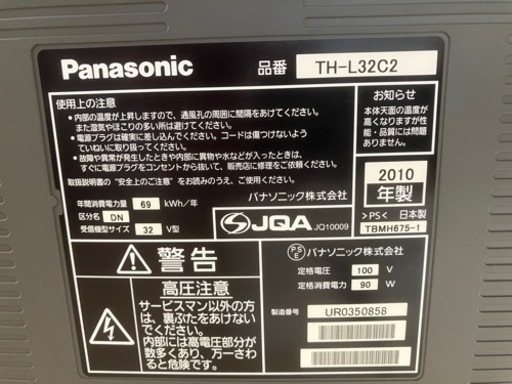 Panasonic 品番 TH-L32C2
使用上の注意
・内部の温度が上昇しますので、通風孔の周囲に間隔をあけてください。
また湿気やほこりの多い所は避けてください。
・電源プラグは確実に差し込んでください。コードは傷つけないよう
ていねいに取り扱ってください。
・故障や異常が発生したときや内部に異物や水などが入ったときは、
すぐに電源プラグをコンセントから抜いて、販売店に修理をご依頼ください。
取扱説明書の“安全上のご注意”をお読みのうえ、ご使用ください。
パナソニック株式会社
お知らせ
本体天面の温度が
高くなりますが性
能・品質には問題
ありません。
2010
年製
>PS< 日本製
TBMH675-1
年間消費電力量 69 kWh/年
区分名 DN
受信機型サイズ 32 V型
JQA JQ10009
警告
高圧注意
サービスマン以外の方
は、裏ぶたをあけない
でください。
内部には高電圧部分が
数多くあり、万一さわ
ると危険です。
PSE パナソニック株式会社
定格電圧 100 V
定格消費電力 90 W
製造番号 UR0350858